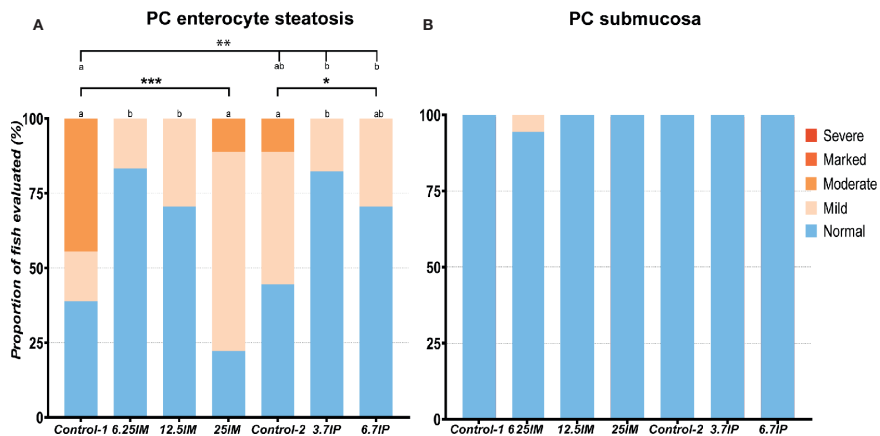 A PC enterocyte steatosis
**
a ab b b
*** *
a b b a a b ab
Proportion of fish evaluated (%)
100
75
50
25
0
Control-1 6.25IM 12.5IM 25IM Control-2 3.7IP 6.7IP
B PC submucosa
100
75
50
25
0
Control-1 625IM 12.5IM 25IM Control-2 3.7IP 6.7IP
Severe
Marked
Moderate
Mild
Normal